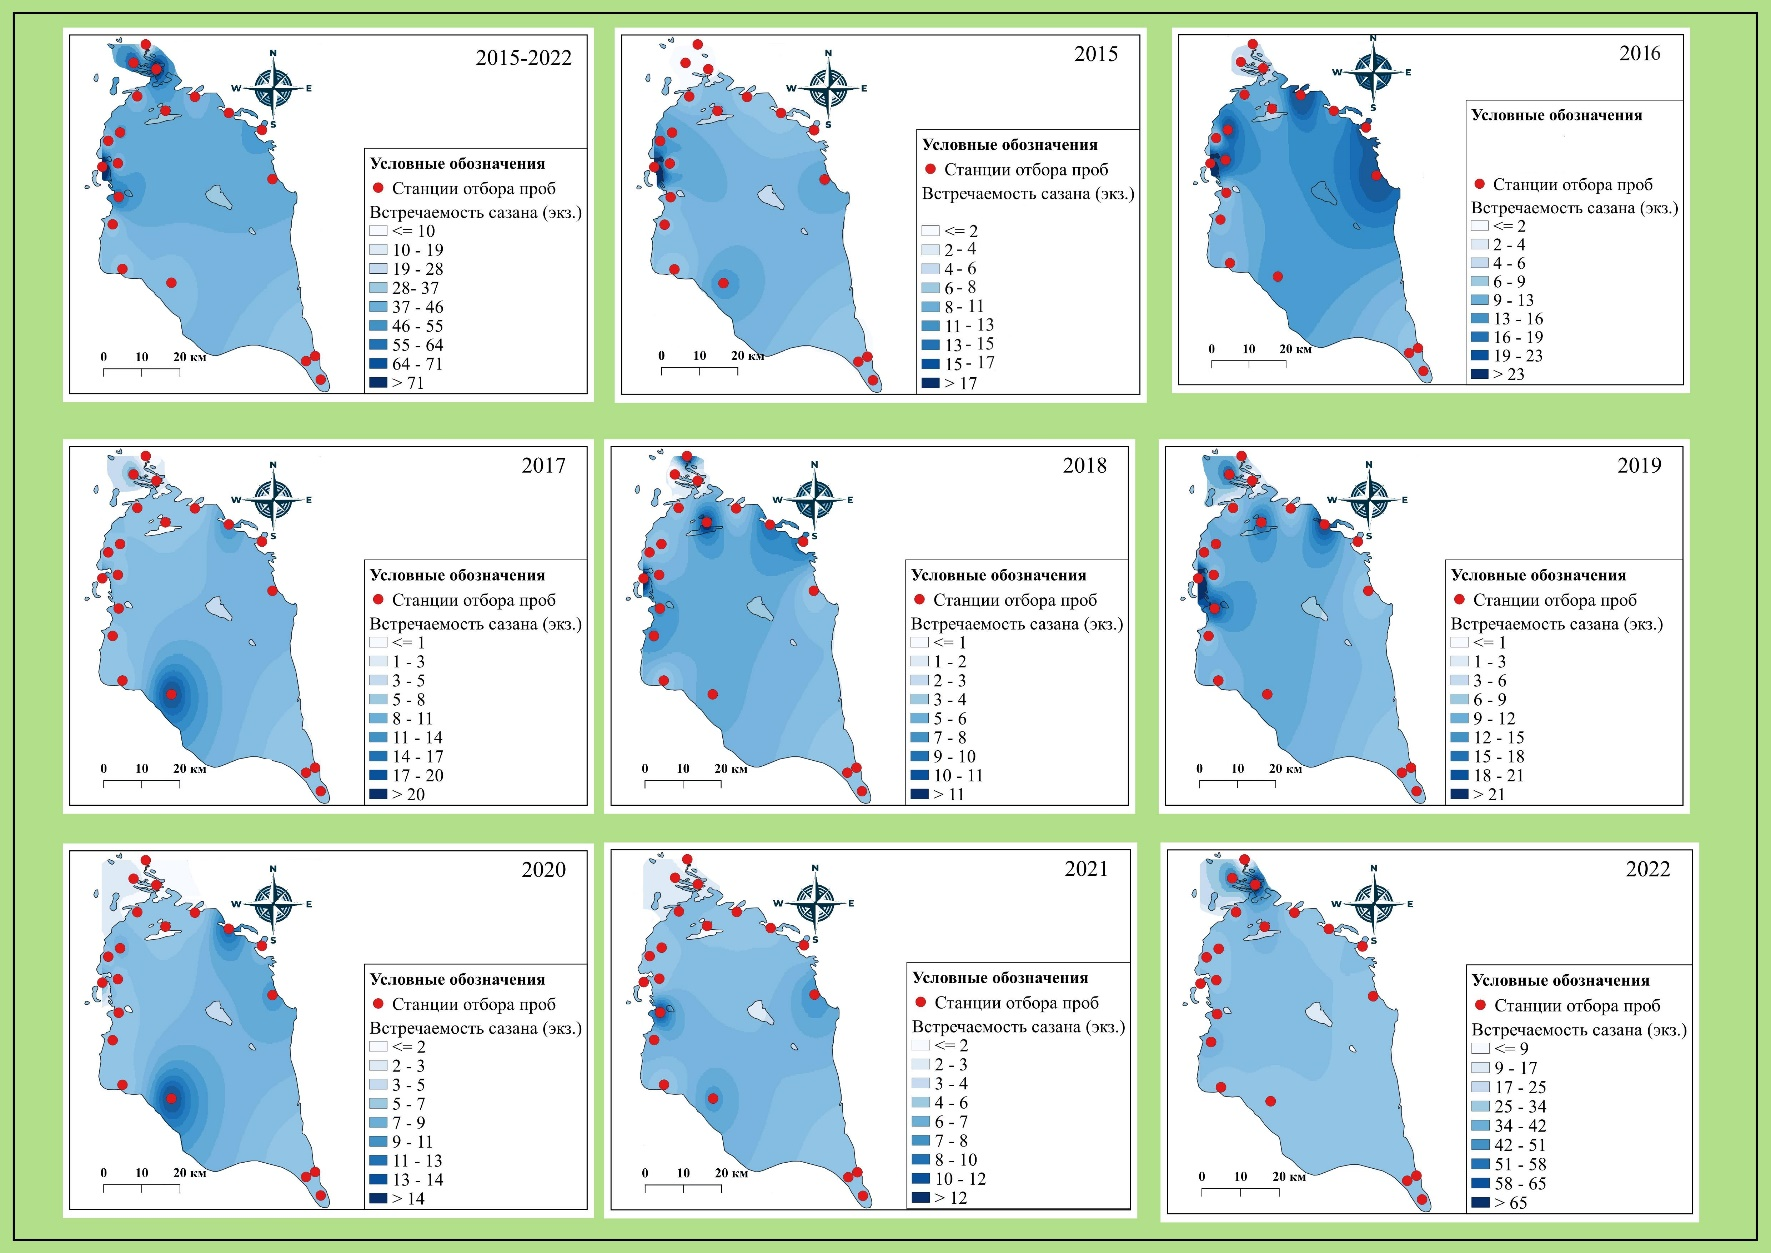 2015-2022
N
W E
S
Условные обозначения
Станции отбора проб
Встречаемость сазана (экз.)
<= 10
10 - 19
19 - 28
28- 37
37 - 46
46 - 55
55 - 64
64 - 71
> 71
0 10 20 км
2015
N
W E
S
Условные обозначения
Станции отбора проб
Встречаемость сазана (экз.)
<= 2
2 - 4
4 - 6
6 - 8
8 - 11
11 - 13
13 - 15
15 - 17
> 17
0 10 20 км
2016
N
W E
S
Условные обозначения
Станции отбора проб
Встречаемость сазана (экз.)
<= 2
2 - 4
4 - 6
6 - 9
9 - 13
13 - 16
16 - 19
19 - 23
> 23
0 10 20 км
2017
N
W E
S
Условные обозначения
Станции отбора проб
Встречаемость сазана (экз.)
<= 1
1 - 3
3 - 5
5 - 8
8 - 11
11 - 14
14 - 17
17 - 20
> 20
0 10 20 км
2018
N
W E
S
Условные обозначения
Станции отбора проб
Встречаемость сазана (экз.)
<= 1
1 - 2
2 - 3
3 - 4
5 - 6
7 - 8
9 - 10
10 - 11
> 11
0 10 20 км
2019
N
W E
S
Условные обозначения
Станции отбора проб
Встречаемость сазана (экз.)
<= 1
1 - 3
3 - 6
6 - 9
9 - 12
12 - 15
15 - 18
18 - 21
> 21
0 10 20 км
2020
N
W E
S
Условные обозначения
Станции отбора проб
Встречаемость сазана (экз.)
<= 2
2 - 3
3 - 5
5 - 7
7 - 9
9 - 11
11 - 13
13 - 14
> 14
0 10 20 км
2021
N
W E
S
Условные обозначения
Станции отбора проб
Встречаемость сазана (экз.)
<= 2
2 - 3
3 - 4
4 - 6
6 - 7
7 - 8
8 - 10
10 - 12
> 12
0 10 20 км
2022
N
W E
S
Условные обозначения
Станции отбора проб
Встречаемость сазана (экз.)
<= 9
9 - 17
17 - 25
25 - 34
34 - 42
42 - 51
51 - 58
58 - 65
> 65
0 10 20 км